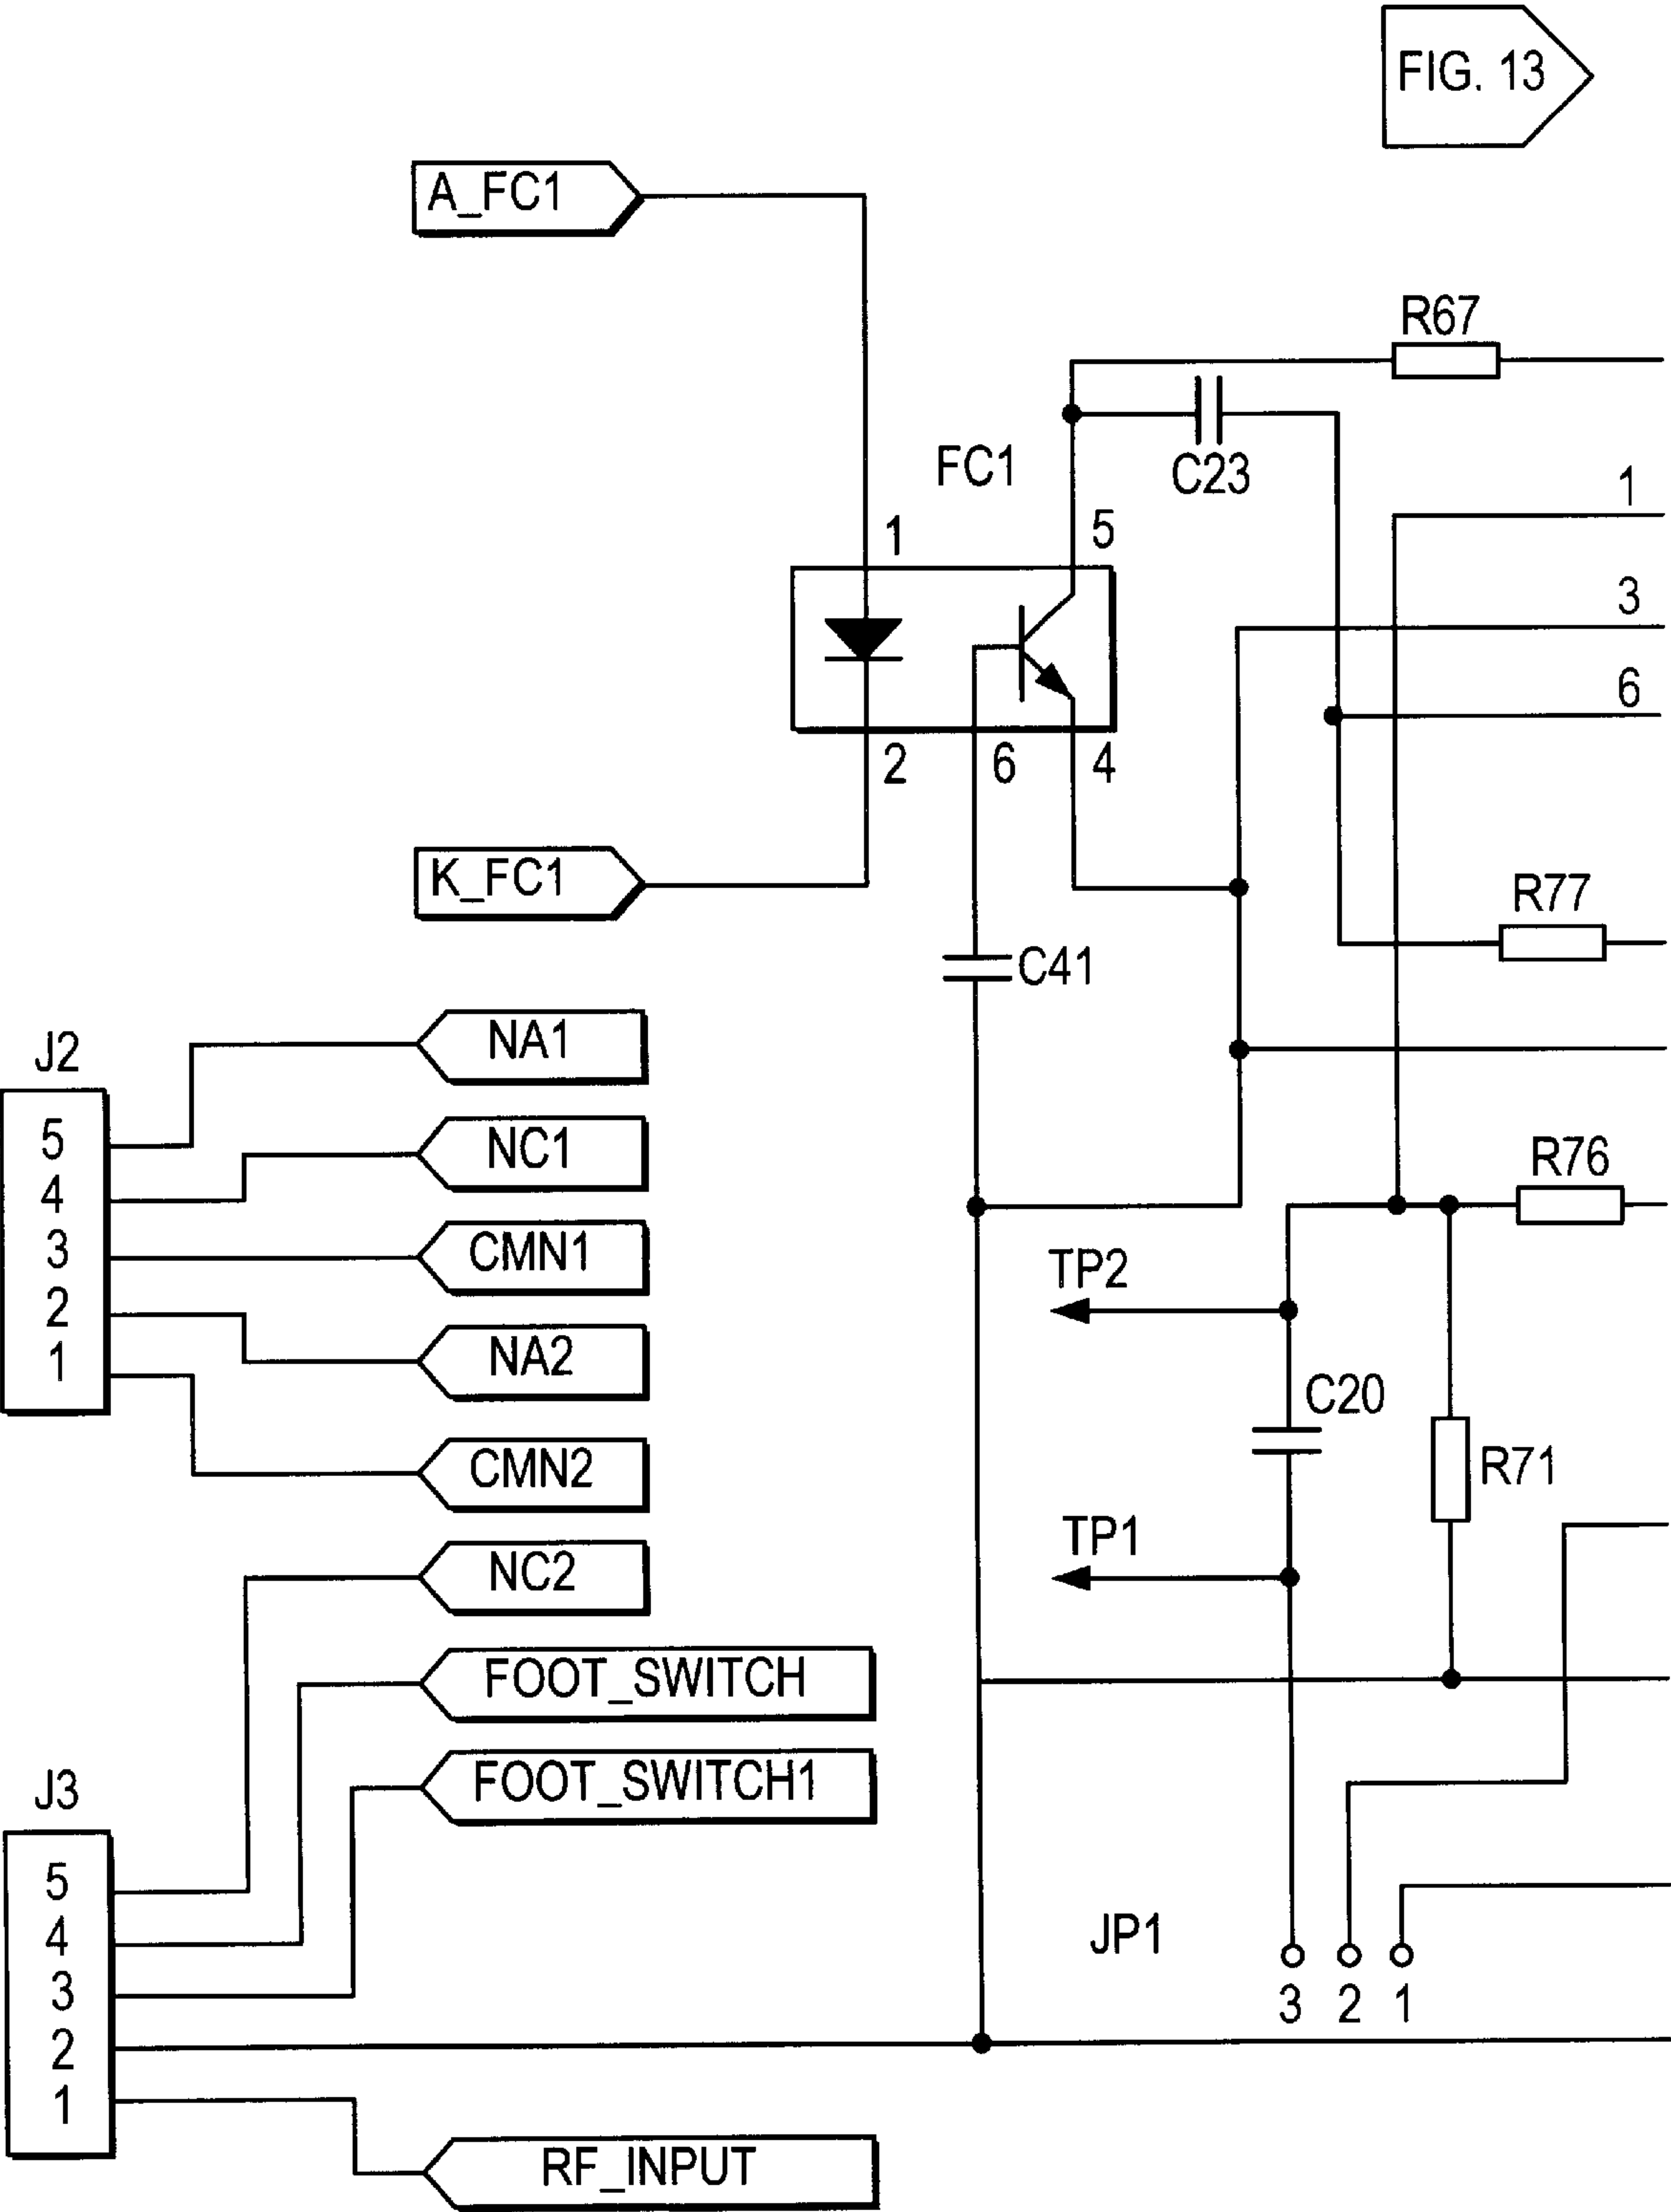 FIG. 13
A_FC1
R67
C23
FC1
1
1
5
3
6
2
6
4
K_FC1
R77
C41
J2
NA1
5
NC1
4
R76
3
CMN1
TP2
2
1
NA2
C20
CMN2
R71
TP1
NC2
FOOT_SWITCH
J3
FOOT_SWITCH1
5
4
JP1
3
3
2
1
2
1
RF_INPUT